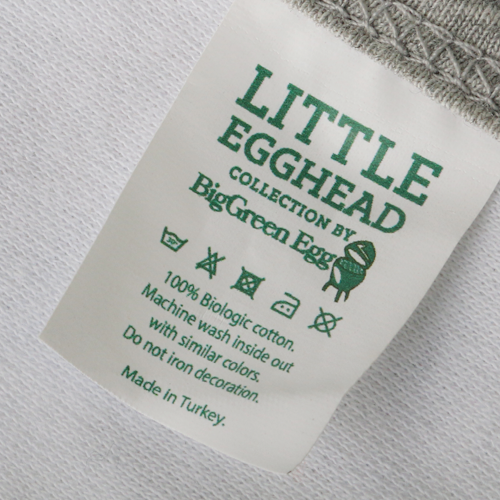 LITTLE
EGGHEAD
COLLECTION BY
BigGreen Egg
100% Biologic cotton.
Machine wash inside out
with similar colors.
Do not iron decoration.
Made in Turkey.